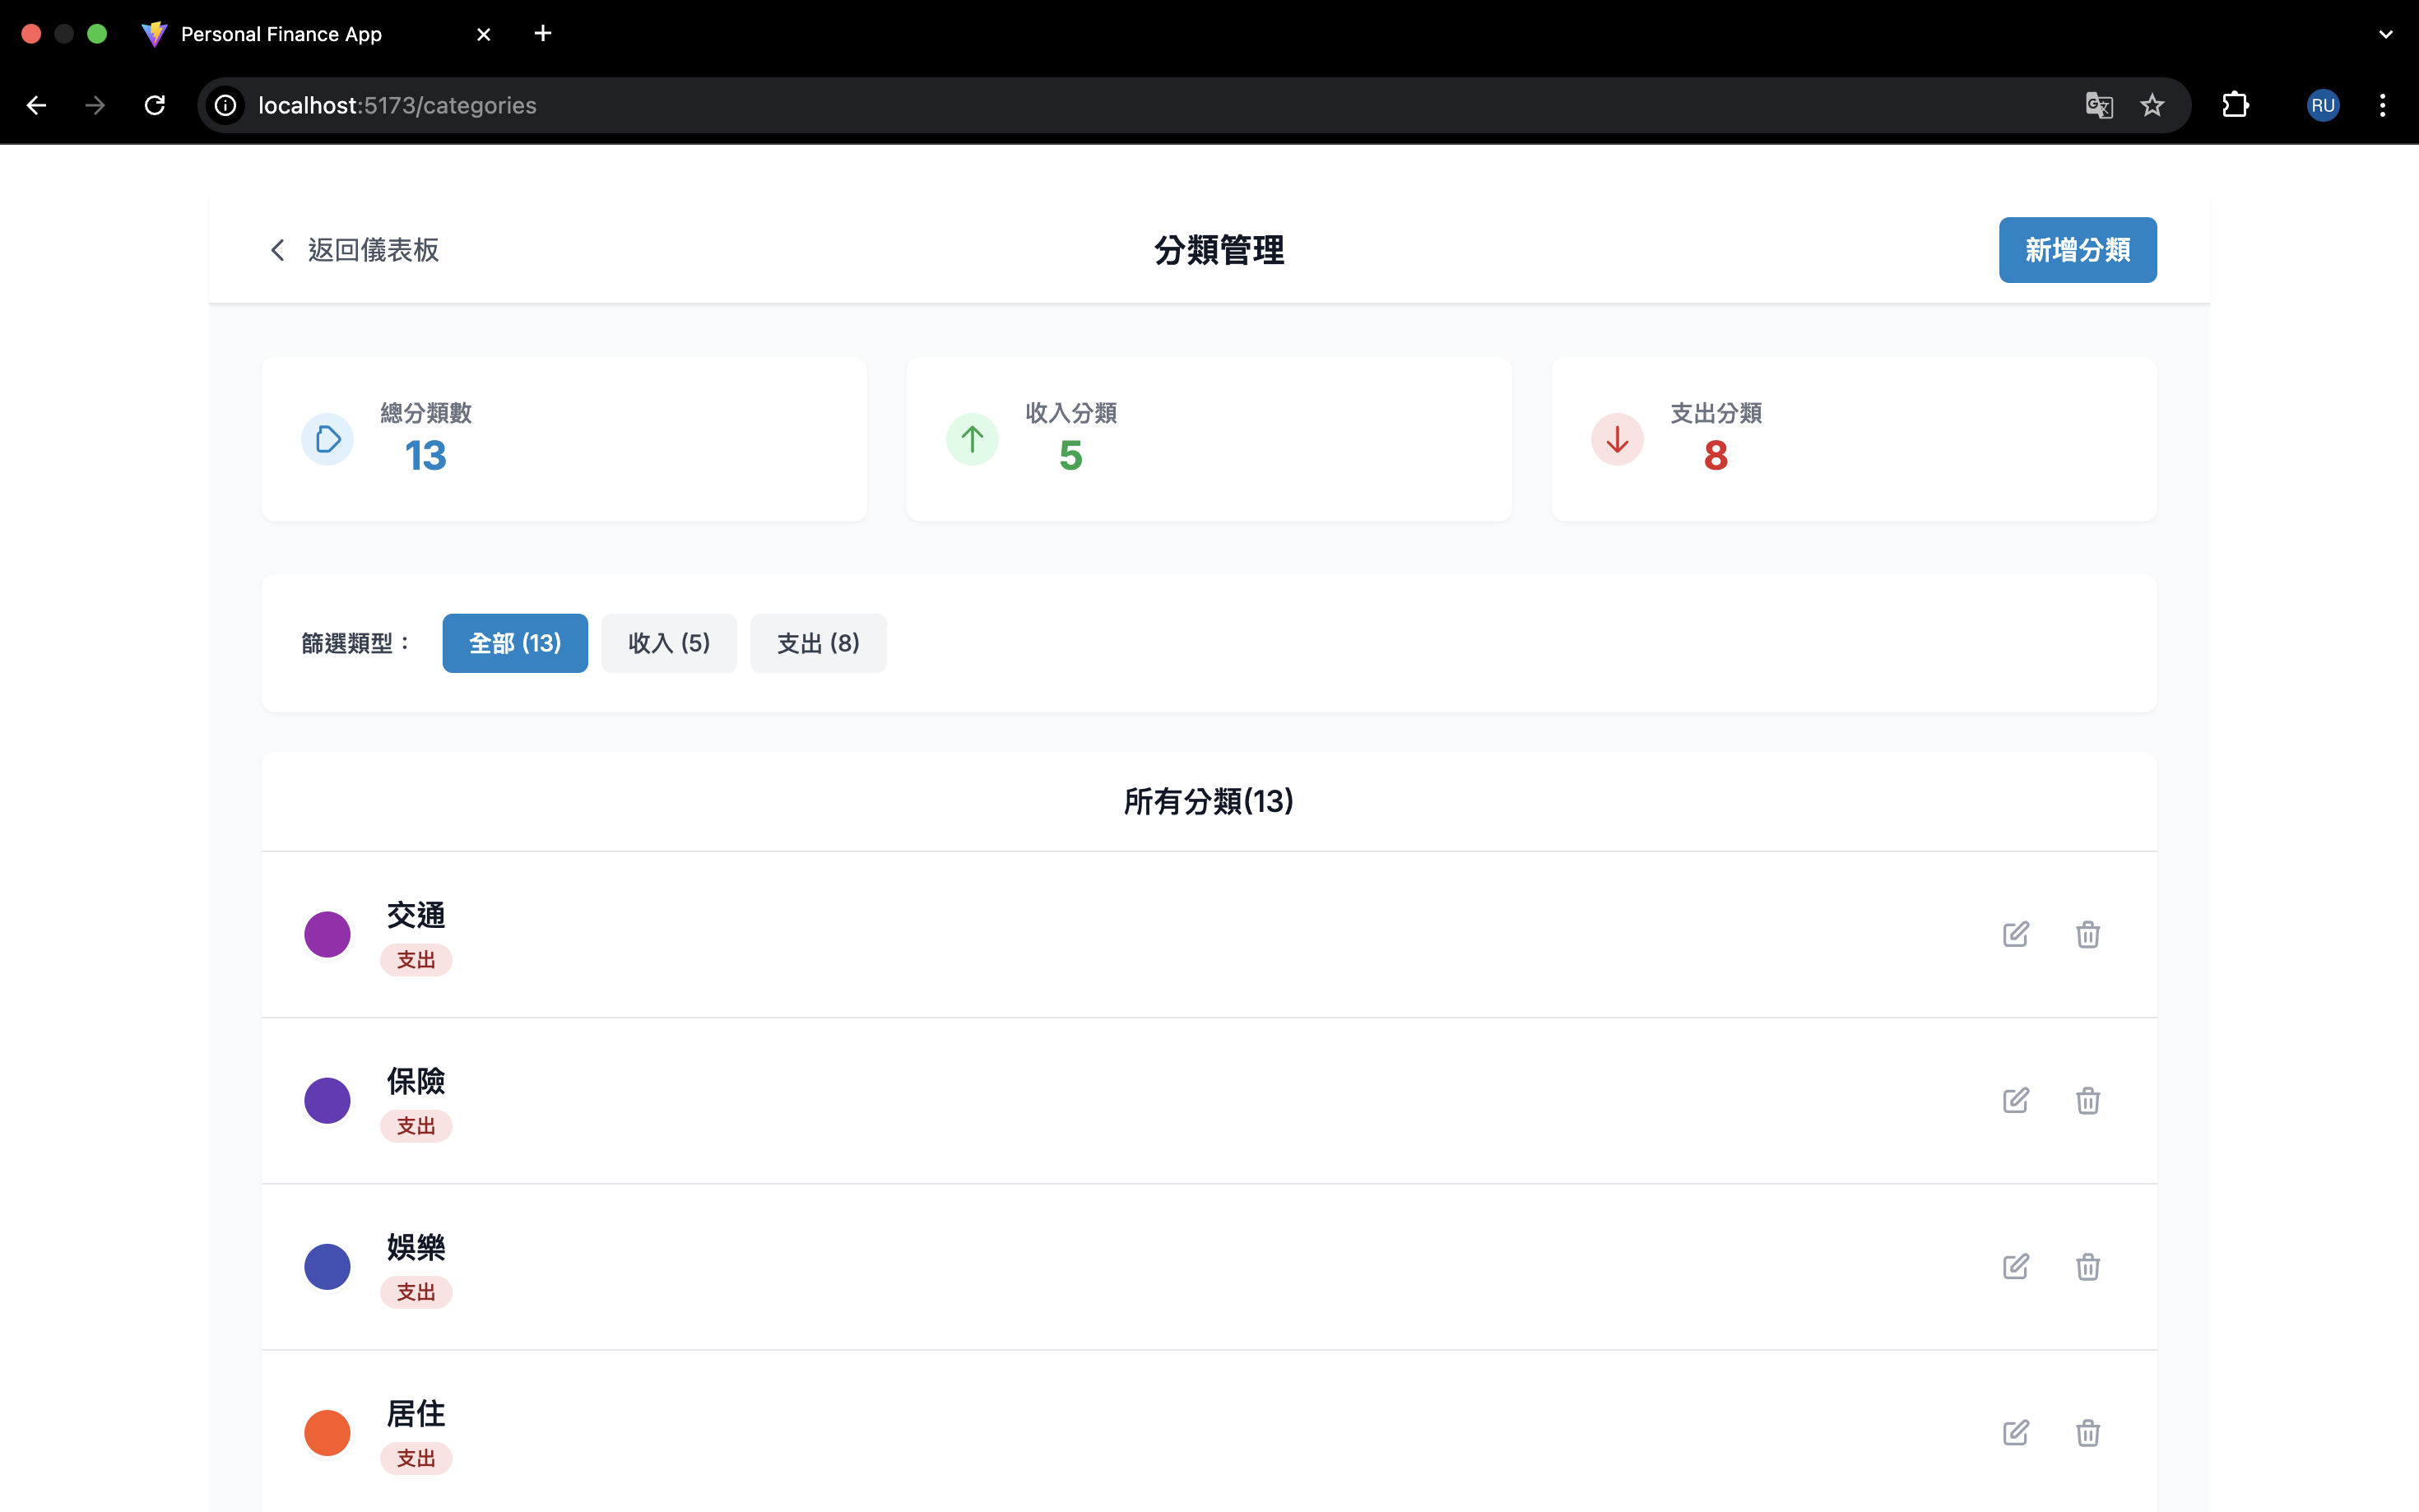 Personal Finance App
localhost:5173/categories
RU
返回儀表板
分類管理
新增分類
總分類數
13
收入分類
5
支出分類
8
篩選類型：
全部 (13)
收入 (5)
支出 (8)
所有分類(13)
交通
支出
保險
支出
娛樂
支出
居住
支出